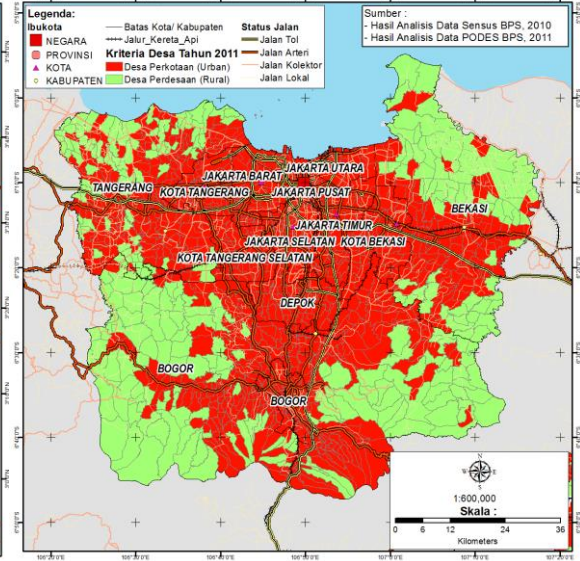 Legenda:
Ibukota
NEGARA
PROVINSI
KOTA
KABUPATEN
Batas Kota/ Kabupaten
Jalur_Kereta_Api
Kriteria Desa Tahun 2011
Desa Perkotaan (Urban)
Desa Perdesaan (Rural)
Status Jalan
Jalan Tol
Jalan Arteri
Jalan Kolektor
Jalan Lokal
Sumber :
- Hasil Analisis Data Sensus BPS, 2010
- Hasil Analisis Data PODES BPS, 2011
JAKARTA UTARA
JAKARTA BARAT
TANGERANG
KOTA TANGERANG
JAKARTA PUSAT
BEKASI
JAKARTA TIMUR
JAKARTA SELATAN
KOTA BEKASI
KOTA TANGERANG SELATAN
DEPOK
BOGOR
BOGOR
N
W
E
S
1:600,000
Skala :
0 6 12 24 36
Kilometers